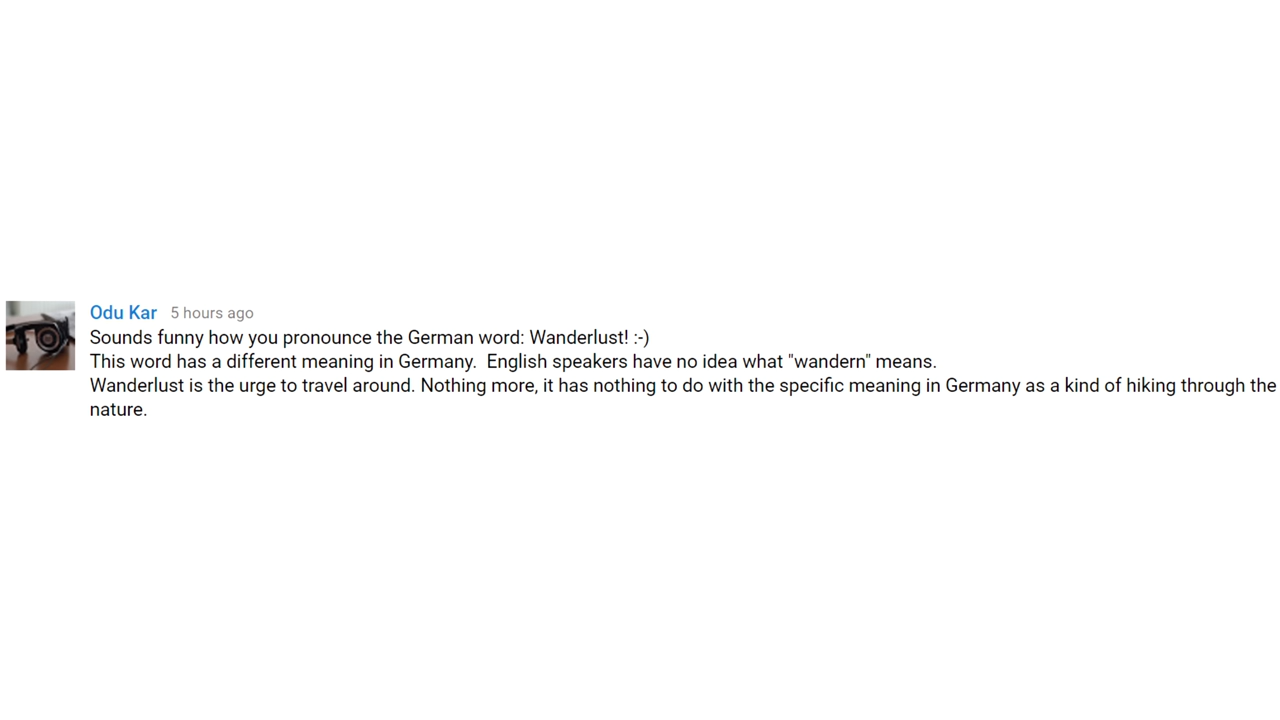 Odu Kar 5 hours ago
Sounds funny how you pronounce the German word: Wanderlust! :-)
This word has a different meaning in Germany.  English speakers have no idea what "wandern" means.
Wanderlust is the urge to travel around. Nothing more, it has nothing to do with the specific meaning in Germany as a kind of hiking through the
nature.